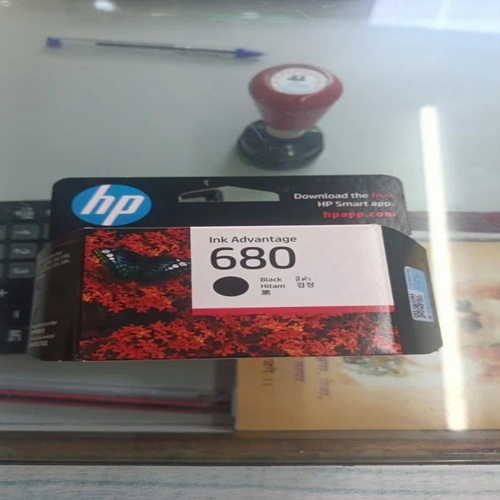 hp
Download the free
HP Smart app.
hpapp.com
Ink Advantage
680
Black สีดำ
Hitam 검정
黑